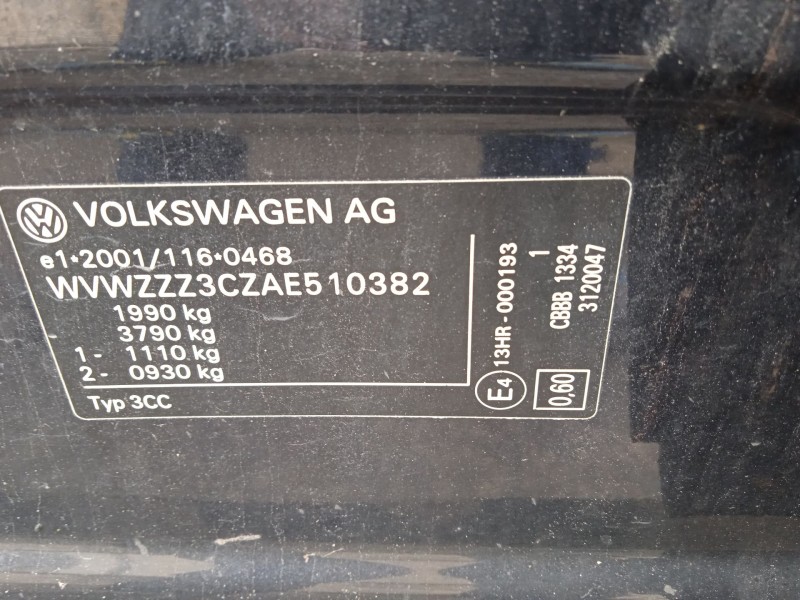 VOLKSWAGEN AG
e1*2001/116*0468
WVWZZZ3CZAE510382
1990 kg
- 3790 kg
1 - 1110 kg
2 - 0930 kg
Typ 3CC
E4 13HR - 000193
1
CBBB 1334
3120047
0,60